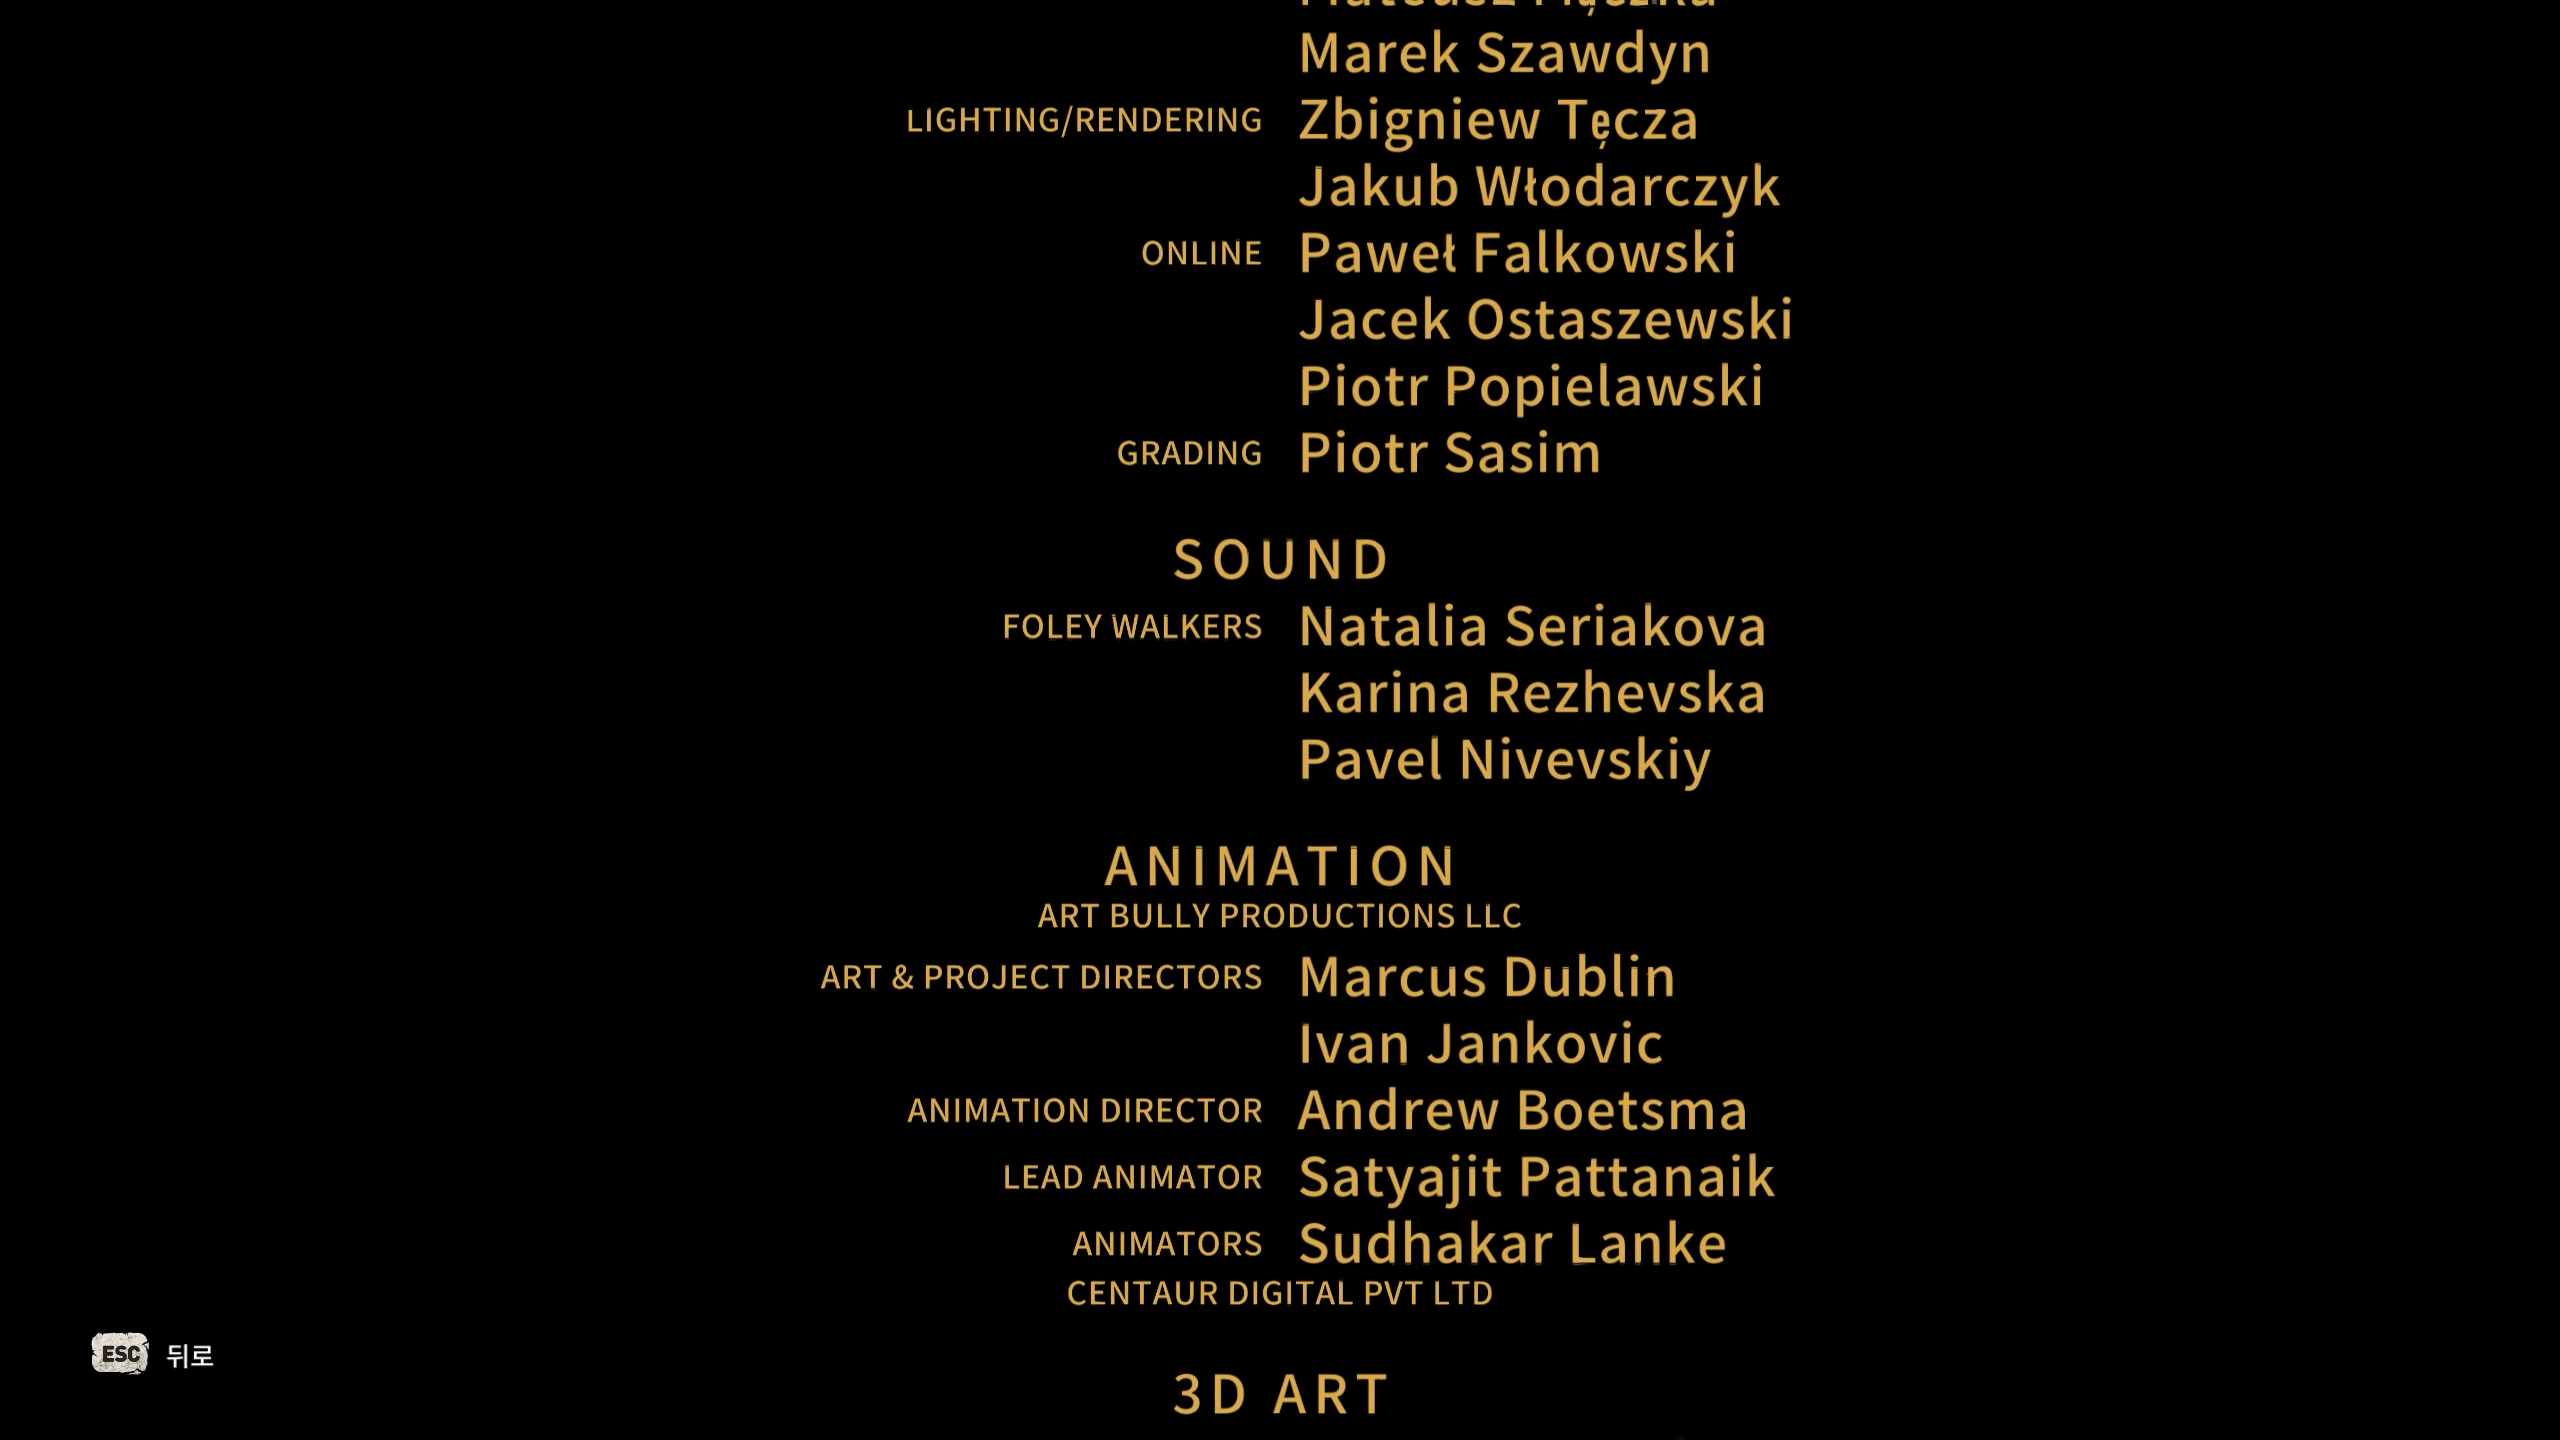 Marek Szawdyn
LIGHTING/RENDERING Zbigniew Tęcza
Jakub Włodarczyk
ONLINE Paweł Falkowski
Jacek Ostaszewski
Piotr Popielawski
GRADING Piotr Sasim
SOUND
FOLEY WALKERS Natalia Seriakova
Karina Rezhevska
Pavel Nivevskiy
ANIMATION
ART BULLY PRODUCTIONS LLC
ART & PROJECT DIRECTORS Marcus Dublin
Ivan Jankovic
ANIMATION DIRECTOR Andrew Boetsma
LEAD ANIMATOR Satyajit Pattanaik
ANIMATORS Sudhakar Lanke
CENTAUR DIGITAL PVT LTD
ESC 뒤로
3D ART